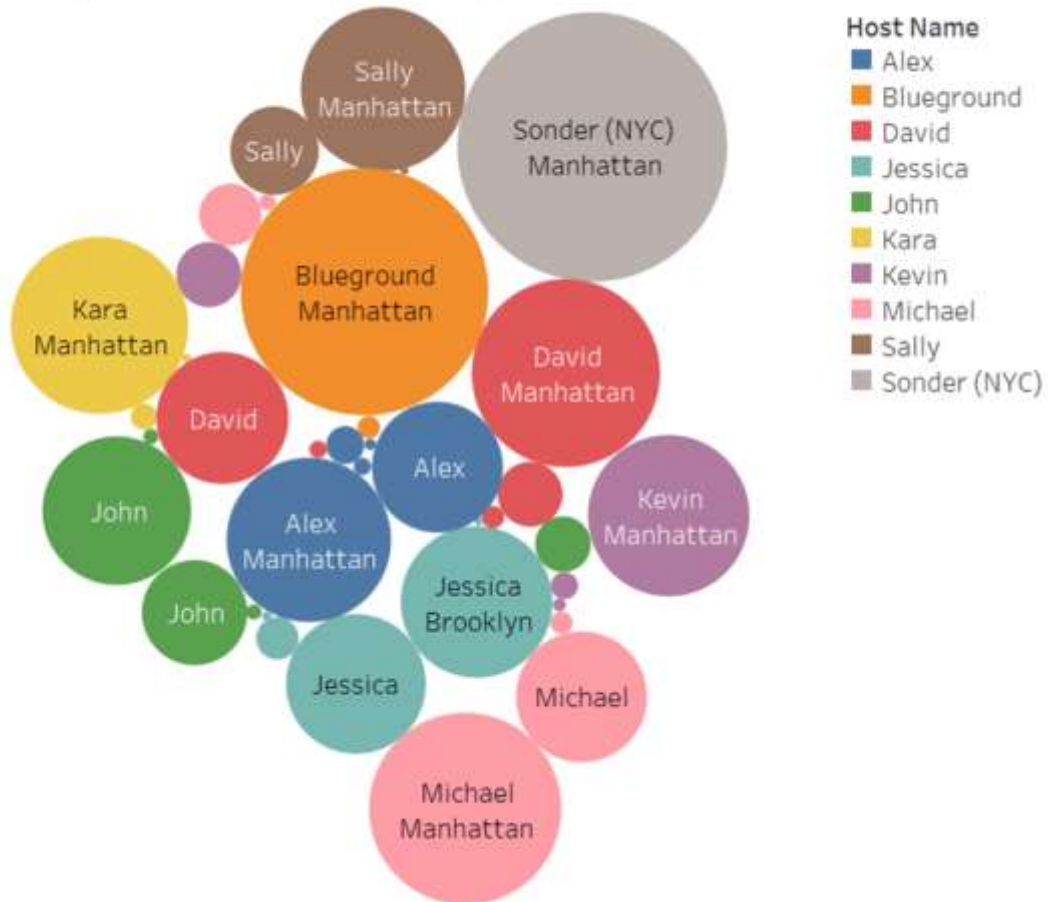 Host Name
Alex
Blueground
David
Jessica
John
Kara
Kevin
Michael
Sally
Sonder (NYC)
Sally
Manhattan
Sonder (NYC)
Manhattan
Sally
Blueground
Manhattan
Kara
Manhattan
David
Manhattan
David
Alex
John
Alex
Manhattan
Kevin
Manhattan
Jessica
Brooklyn
John
Jessica
Michael
Michael
Manhattan